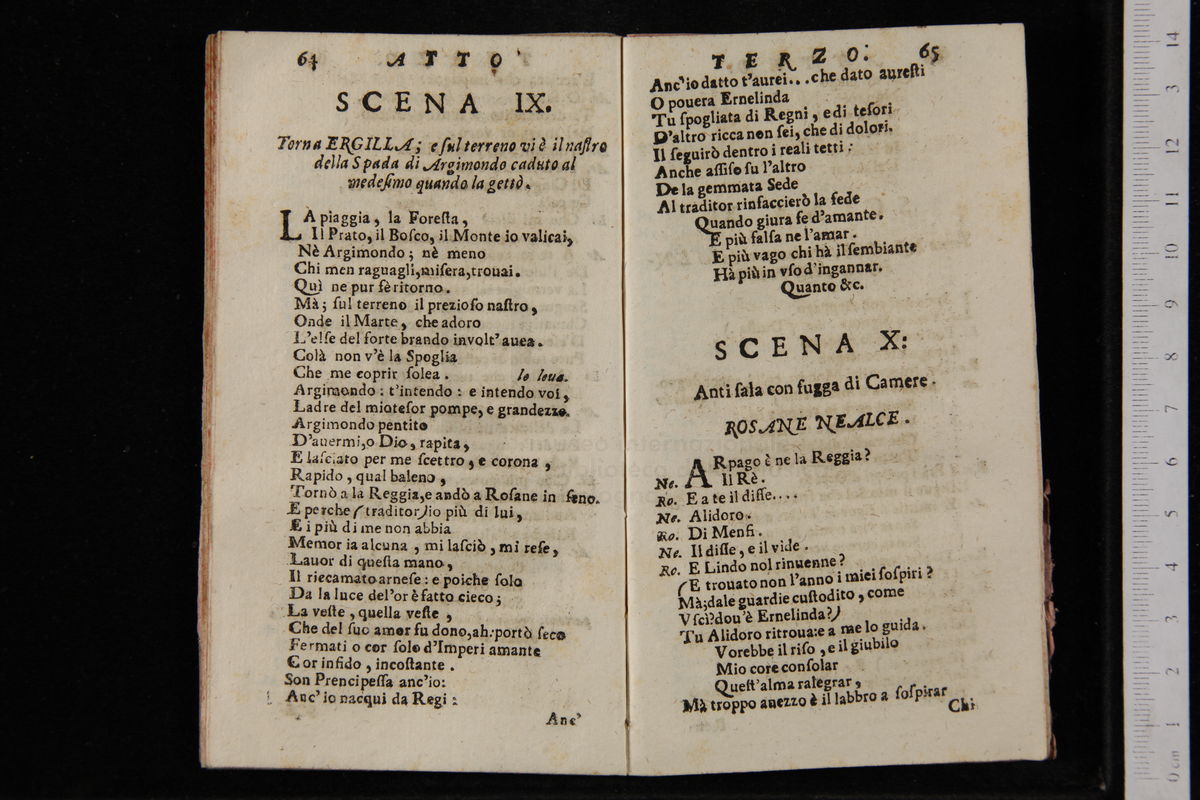 64 ATTO
SCENA IX.
Torna ERGILLA; e sul terreno vi è il nastro
della Spada di Argimondo caduto al
medesimo quando la gettò.
LA piaggia, la Foresta,
Il Prato, il Bosco, il Monte io valicai,
Nè Argimondo; nè meno
Chi men raguagli, misera, trovai.
Quì ne pur fè ritorno.
Mà; sul terreno il prezioso nastro,
Onde il Marte, che adoro
L'else del forte brando involt' auea.
Colà non v'è la Spoglia
Che me coprir solea. lo leua.
Argimondo: t'intendo: e intendo voi,
Ladre del mio tesor pompe, e grandezze.
Argimondo pentito
D'auermi, o Dio, rapita,
E lasciato per me scettro, e corona,
Rapido, qual baleno,
Tornò a la Reggia, e andò a Rosane in seno.
E perche (traditor) io più di lui,
E i più di me non abbia
Memoria alcuna, mi lasciò, mi rese,
Lauor di questa mano,
Il riccamato arnese: e poiche solo
Da la luce del'or è fatto cieco;
La veste, quella veste,
Che del suo amor fu dono, ah: portò seco
Fermati o cor solo d'Imperi amante
Cor infido, incostante.
Son Prencipessa anc'io:
Anc' io nacqui da Regi:
Anc'
TERZO: 65
Anc'io datto t'aurei... che dato auresti
O pouera Ernelinda
Tu spogliata di Regni, e di tesori
D'altro ricca non sei, che di dolori.
Il seguirò dentro i reali tetti:
Anche assiso su l'altro
De la gemmata Sede
Al traditor rinfaccierò la fede
Quando giura fe d'amante.
E più falsa ne l'amar.
E più vago chi hà il sembiante
Hà più in vso d'ingannar.
Quanto &c.
SCENA X:
Anti sala con fugga di Camere.
ROSANE NEALCE.
ARpago è ne la Reggia?
Ne. Il Rè.
Ro. E a te il disse....
Ne. Alidoro.
Ro. Di Menfi.
Ne. Il disse, e il vide.
Ro. E Lindo nol rinuenne?
(E trouato non l'anno i miei sospiri?
Mà; dale guardie custodito, come
Vscì? dou'è Ernelinda?)
Tu Alidoro ritroua: e a me lo guida.
Vorebbe il riso, e il giubilo
Mio core consolar
Quest'alma ralegrar,
Mà troppo auezzo è il labbro a sospirar
Chi